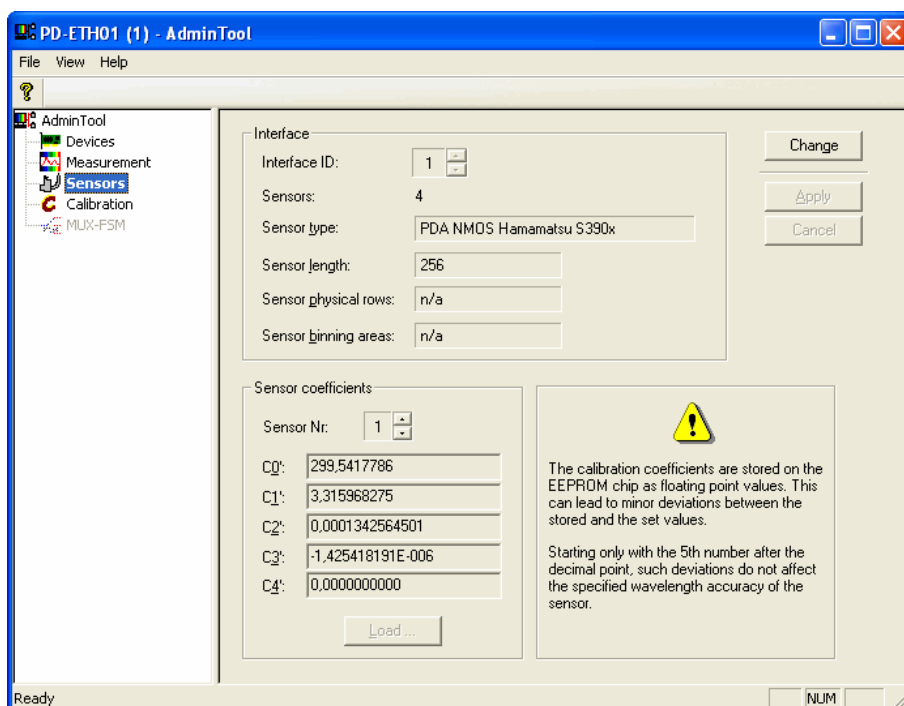 PD-ETH01 (1) - AdminTool
File View Help
AdminTool
Devices
Measurement
Sensors
Calibration
MUX-FSM
Interface
Interface ID: 1
Sensors: 4
Sensor type: PDA NMOS Hamamatsu S390x
Sensor length: 256
Sensor physical rows: n/a
Sensor binning areas: n/a
Change
Apply
Cancel
Sensor coefficients
Sensor Nr: 1
C0': 299,5417786
C1': 3,315968275
C2': 0,0001342564501
C3': -1,425418191E-006
C4': 0,0000000000
Load ...
The calibration coefficients are stored on the
EEPROM chip as floating point values. This
can lead to minor deviations between the
stored and the set values.
Starting only with the 5th number after the
decimal point, such deviations do not affect
the specified wavelength accuracy of the
sensor.
Ready
NUM